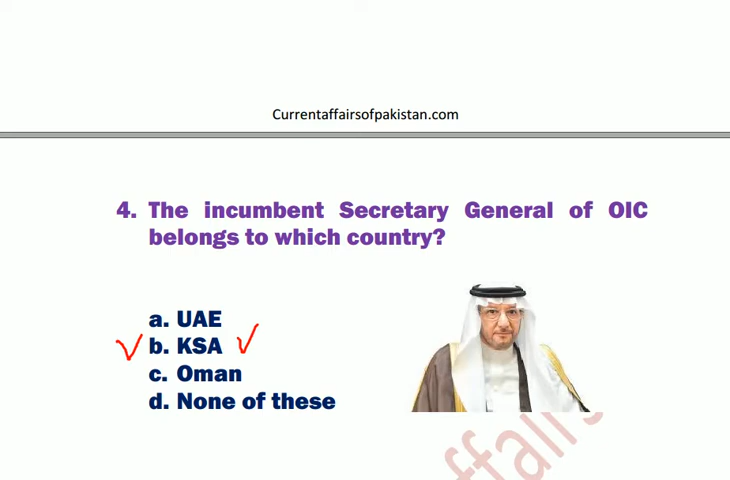 Currentaffairsofpakistan.com
4. The incumbent Secretary General of OIC
belongs to which country?
a. UAE
b. KSA
c. Oman
d. None of these